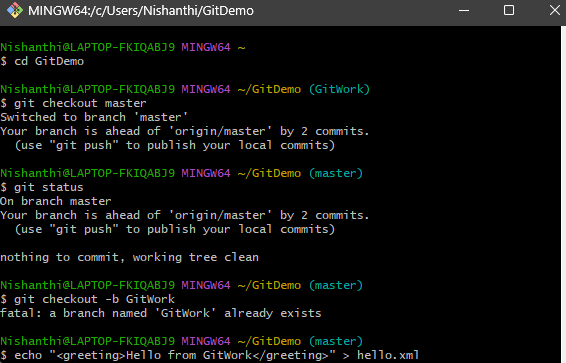 MINGW64:/c/Users/Nishanthi/GitDemo
Nishanthi@LAPTOP-FKIQABJ9 MINGW64 ~
$ cd GitDemo
Nishanthi@LAPTOP-FKIQABJ9 MINGW64 ~/GitDemo (GitWork)
$ git checkout master
Switched to branch 'master'
Your branch is ahead of 'origin/master' by 2 commits.
  (use "git push" to publish your local commits)
Nishanthi@LAPTOP-FKIQABJ9 MINGW64 ~/GitDemo (master)
$ git status
On branch master
Your branch is ahead of 'origin/master' by 2 commits.
  (use "git push" to publish your local commits)
nothing to commit, working tree clean
Nishanthi@LAPTOP-FKIQABJ9 MINGW64 ~/GitDemo (master)
$ git checkout -b GitWork
fatal: a branch named 'GitWork' already exists
Nishanthi@LAPTOP-FKIQABJ9 MINGW64 ~/GitDemo (master)
$ echo "<greeting>Hello from GitWork</greeting>" > hello.xml